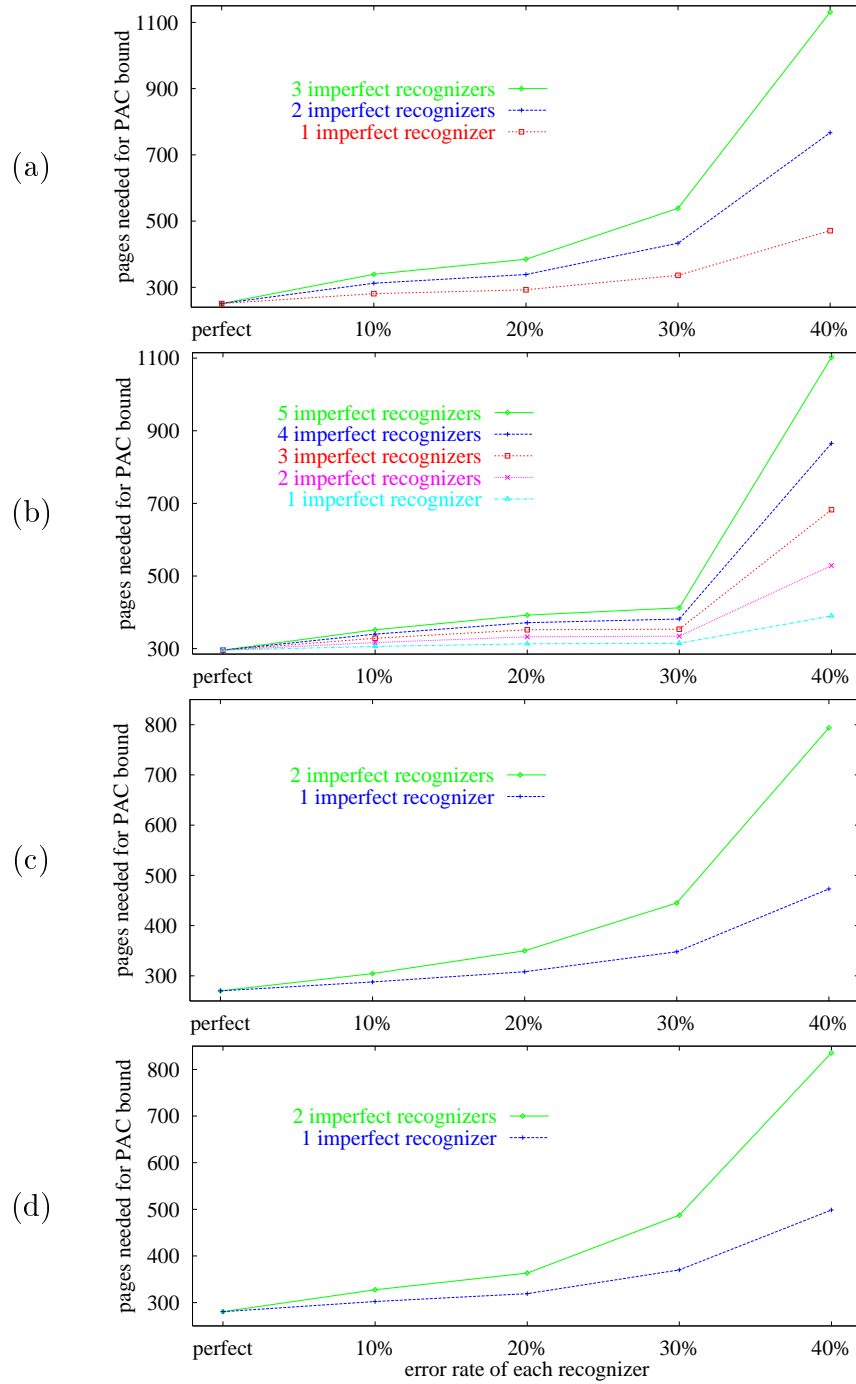 (a)
pages needed for PAC bound
1100
900
700
500
300
3 imperfect recognizers
2 imperfect recognizers
1 imperfect recognizer
perfect 10% 20% 30% 40%
(b)
pages needed for PAC bound
1100
900
700
500
300
5 imperfect recognizers
4 imperfect recognizers
3 imperfect recognizers
2 imperfect recognizers
1 imperfect recognizer
perfect 10% 20% 30% 40%
(c)
pages needed for PAC bound
800
700
600
500
400
300
2 imperfect recognizers
1 imperfect recognizer
perfect 10% 20% 30% 40%
(d)
pages needed for PAC bound
800
700
600
500
400
300
2 imperfect recognizers
1 imperfect recognizer
perfect 10% 20% 30% 40%
error rate of each recognizer